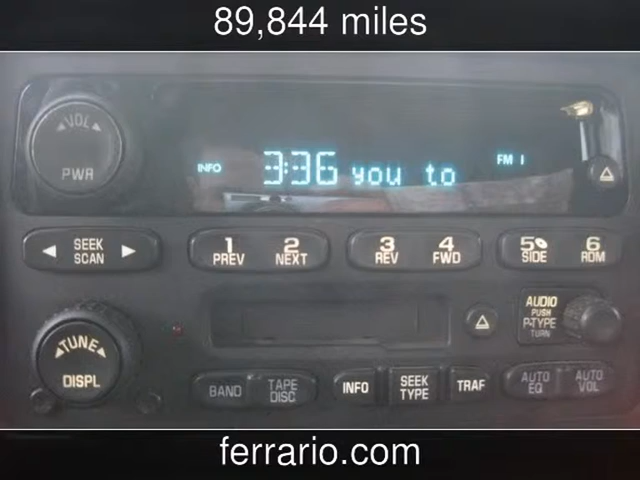 89,844 miles
VOL
PWR
INFO 3:36 you to FM 1
SEEK SCAN
1 PREV
2 NEXT
3 REV
4 FWD
5 SIDE
6 RDM
TUNE
DISPL
AUDIO
PUSH
P-TYPE
TURN
BAND
TAPE DISC
INFO
SEEK TYPE
TRAF
AUTO EQ
AUTO VOL
ferrario.com